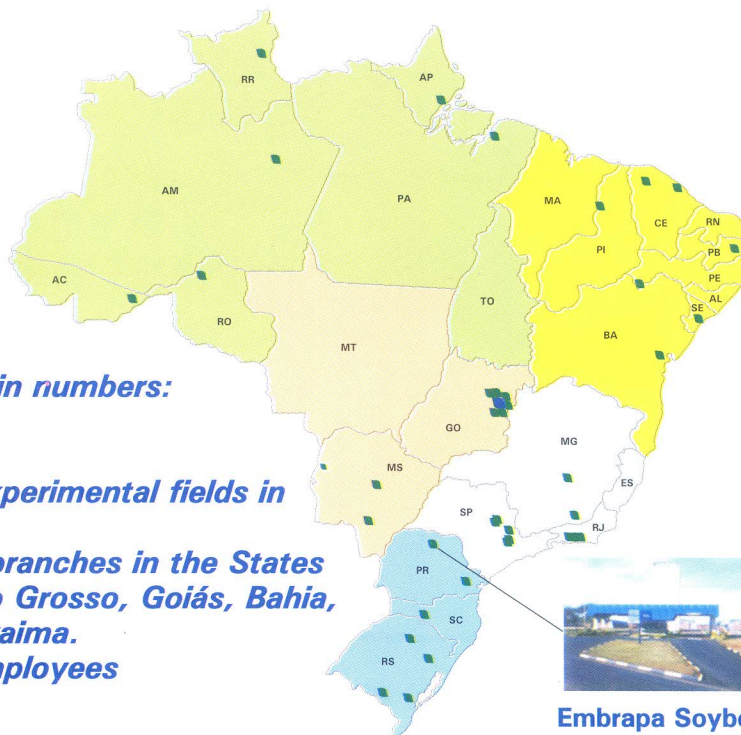 RR
AP
AM
PA
MA
CE
RN
PI
PB
PE
AC
AL
SE
TO
RO
BA
MT
in numbers:
GO
MG
MS
ES
xperimental fields in
SP
RJ
branches in the States
PR
o Grosso, Goiás, Bahia,
SC
aima.
RS
mployees
Embrapa Soybe